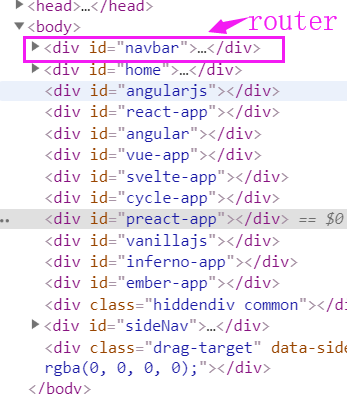 router
▶<head>…</head>
▼<body>
▶<div id="navbar">…</div>
▶<div id="home">…</div>
<div id="angularjs"></div>
<div id="react-app"></div>
<div id="angular"></div>
<div id="vue-app"></div>
<div id="svelte-app"></div>
<div id="cycle-app"></div>
..<div id="preact-app"></div> == $0
<div id="vanillajs"></div>
<div id="inferno-app"></div>
<div id="ember-app"></div>
<div class="hiddendiv common"></di
▶<div id="sideNav">…</div>
<div class="drag-target" data-side
rgba(0, 0, 0, 0);"></div>
</body>